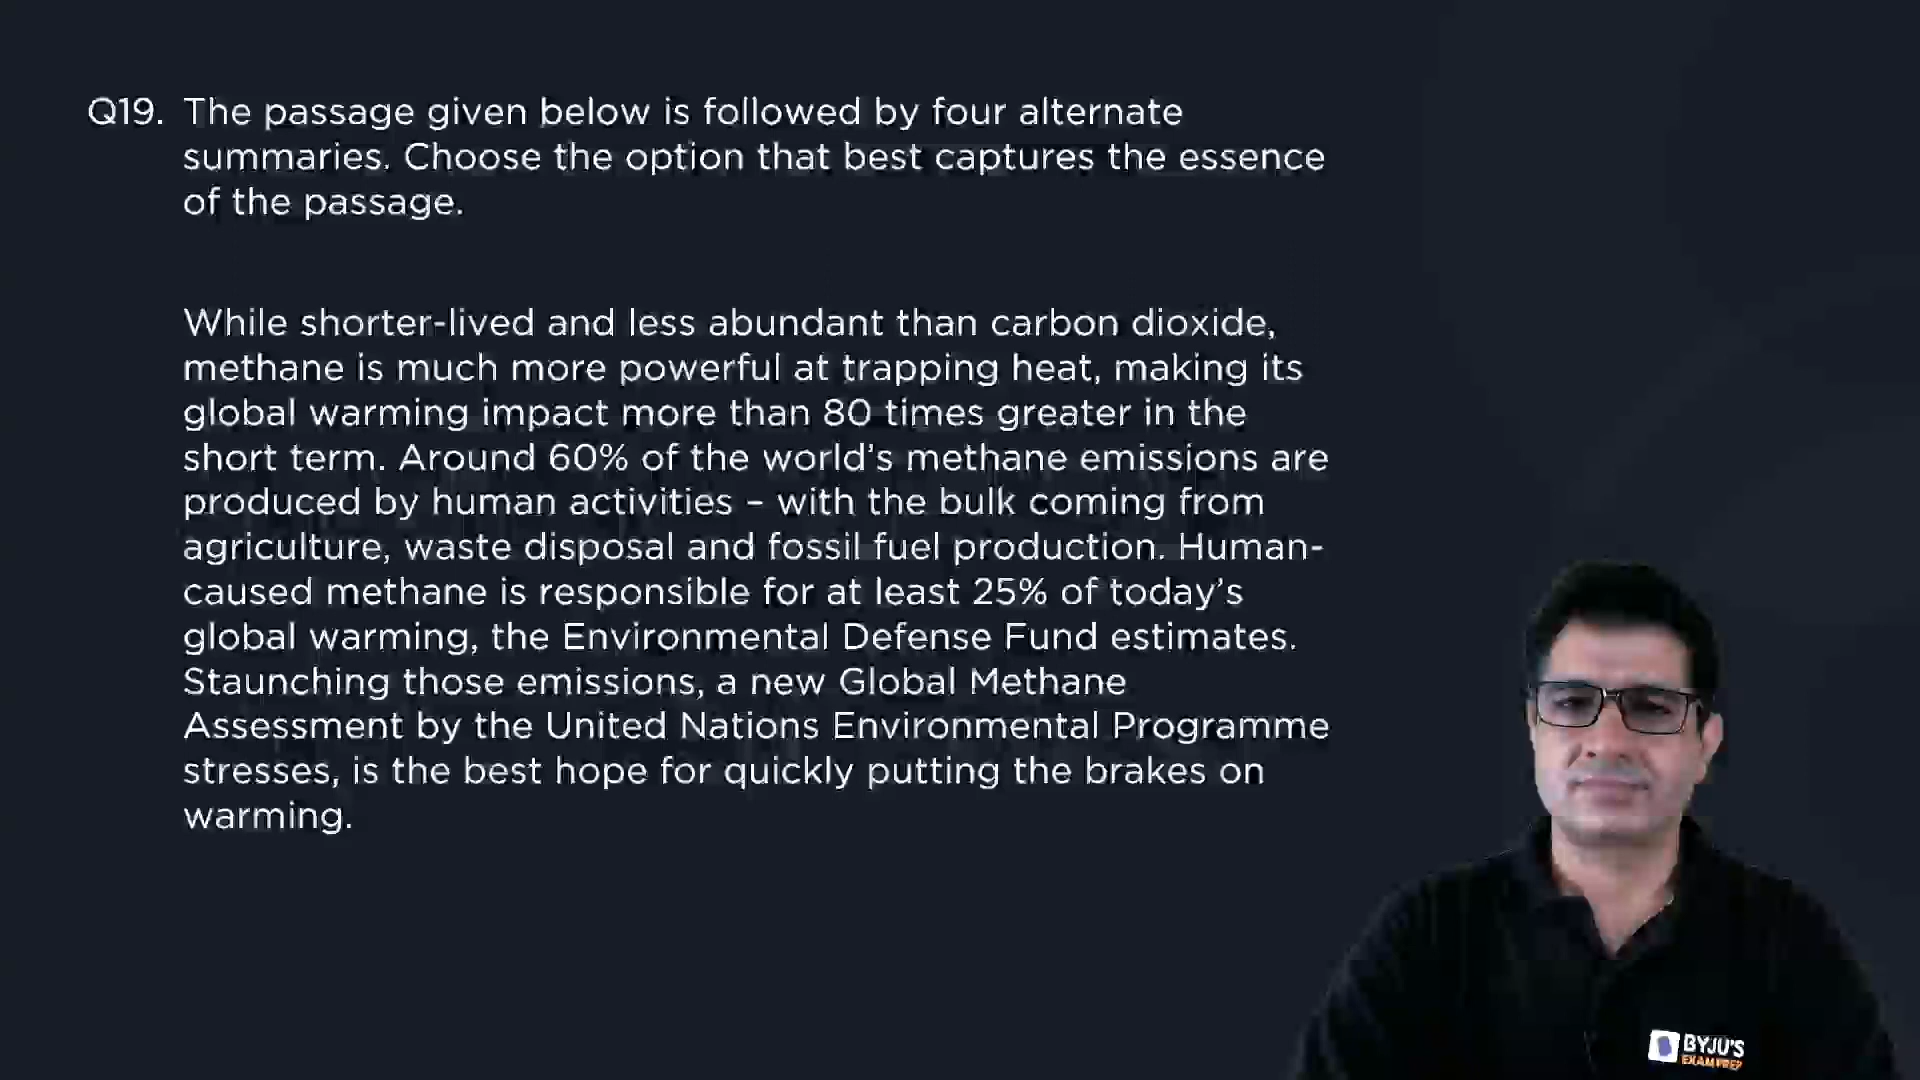 Q19. The passage given below is followed by four alternate
summaries. Choose the option that best captures the essence
of the passage.
While shorter-lived and less abundant than carbon dioxide,
methane is much more powerful at trapping heat, making its
global warming impact more than 80 times greater in the
short term. Around 60% of the world's methane emissions are
produced by human activities – with the bulk coming from
agriculture, waste disposal and fossil fuel production. Human-
caused methane is responsible for at least 25% of today's
global warming, the Environmental Defense Fund estimates.
Staunching those emissions, a new Global Methane
Assessment by the United Nations Environmental Programme
stresses, is the best hope for quickly putting the brakes on
warming.
BYJU'S
EXAM PREP